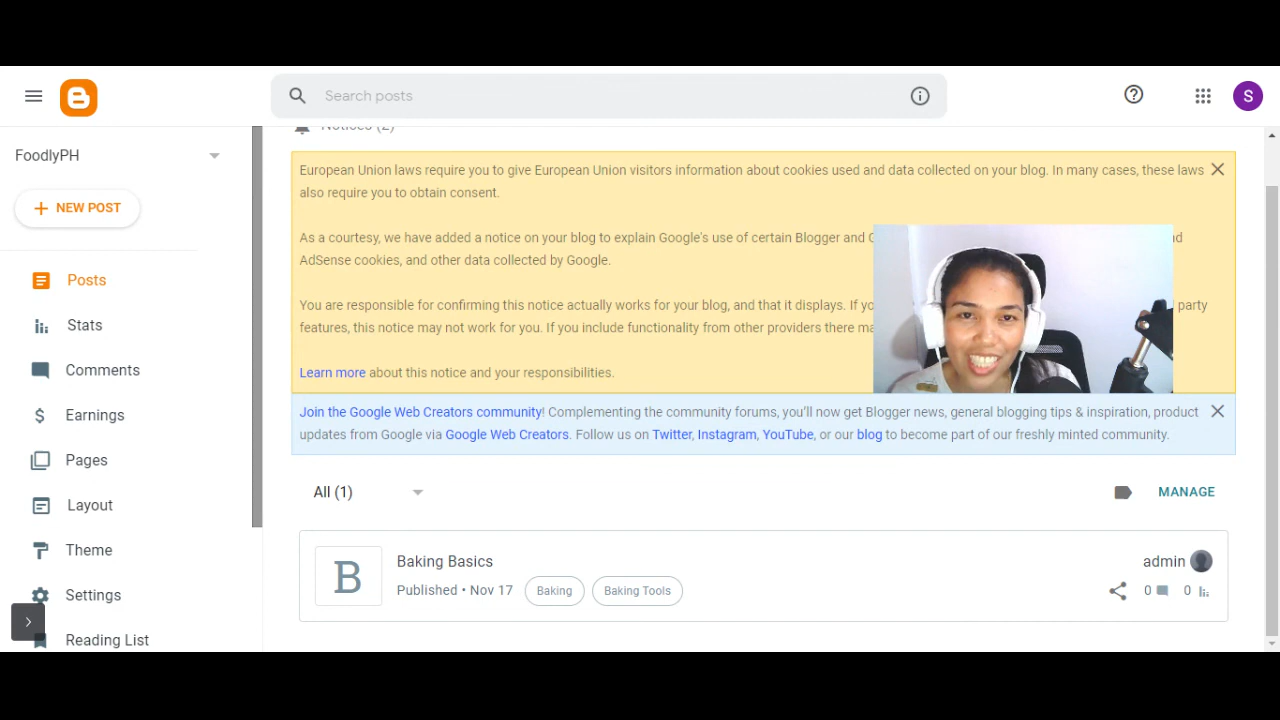 Search posts
S
Notices (2)
FoodlyPH
NEW POST
Posts
Stats
Comments
Earnings
Pages
Layout
Theme
Settings
Reading List
European Union laws require you to give European Union visitors information about cookies used and data collected on your blog. In many cases, these laws
also require you to obtain consent.
As a courtesy, we have added a notice on your blog to explain Google's use of certain Blogger and
AdSense cookies, and other data collected by Google.
You are responsible for confirming this notice actually works for your blog, and that it displays. If party
features, this notice may not work for you. If you include functionality from other providers there
Learn more about this notice and your responsibilities.
Join the Google Web Creators community! Complementing the community forums, you'll now get Blogger news, general blogging tips & inspiration, product
updates from Google via Google Web Creators. Follow us on Twitter, Instagram, YouTube, or our blog to become part of our freshly minted community.
All (1)
MANAGE
B
Baking Basics
admin
Published • Nov 17 Baking Baking Tools
0 0